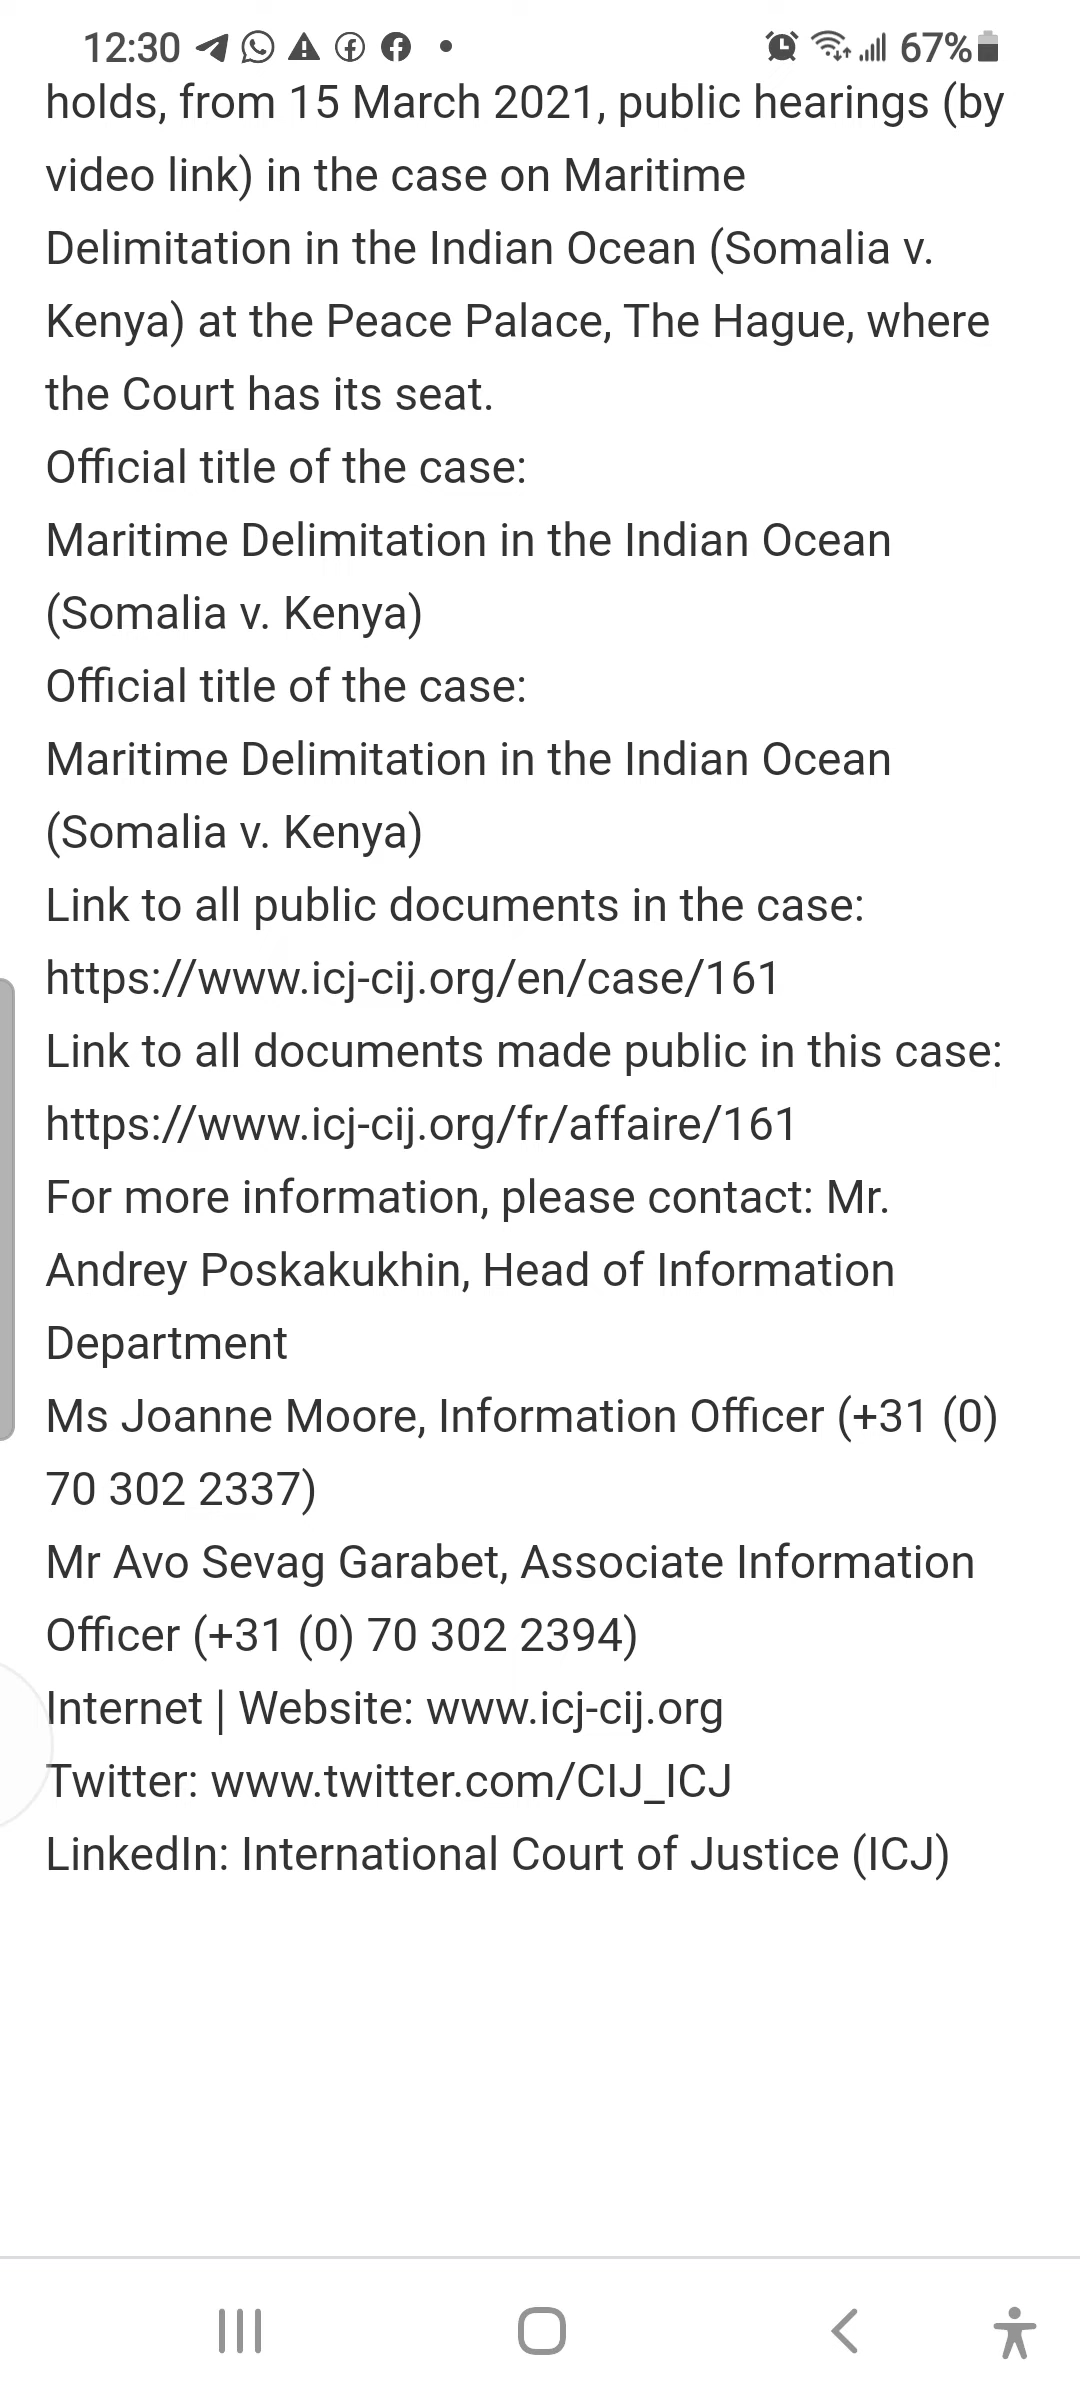 12:30
67%
holds, from 15 March 2021, public hearings (by
video link) in the case on Maritime
Delimitation in the Indian Ocean (Somalia v.
Kenya) at the Peace Palace, The Hague, where
the Court has its seat.
Official title of the case:
Maritime Delimitation in the Indian Ocean
(Somalia v. Kenya)
Official title of the case:
Maritime Delimitation in the Indian Ocean
(Somalia v. Kenya)
Link to all public documents in the case:
https://www.icj-cij.org/en/case/161
Link to all documents made public in this case:
https://www.icj-cij.org/fr/affaire/161
For more information, please contact: Mr.
Andrey Poskakukhin, Head of Information
Department
Ms Joanne Moore, Information Officer (+31 (0)
70 302 2337)
Mr Avo Sevag Garabet, Associate Information
Officer (+31 (0) 70 302 2394)
Internet | Website: www.icj-cij.org
Twitter: www.twitter.com/CIJ_ICJ
LinkedIn: International Court of Justice (ICJ)